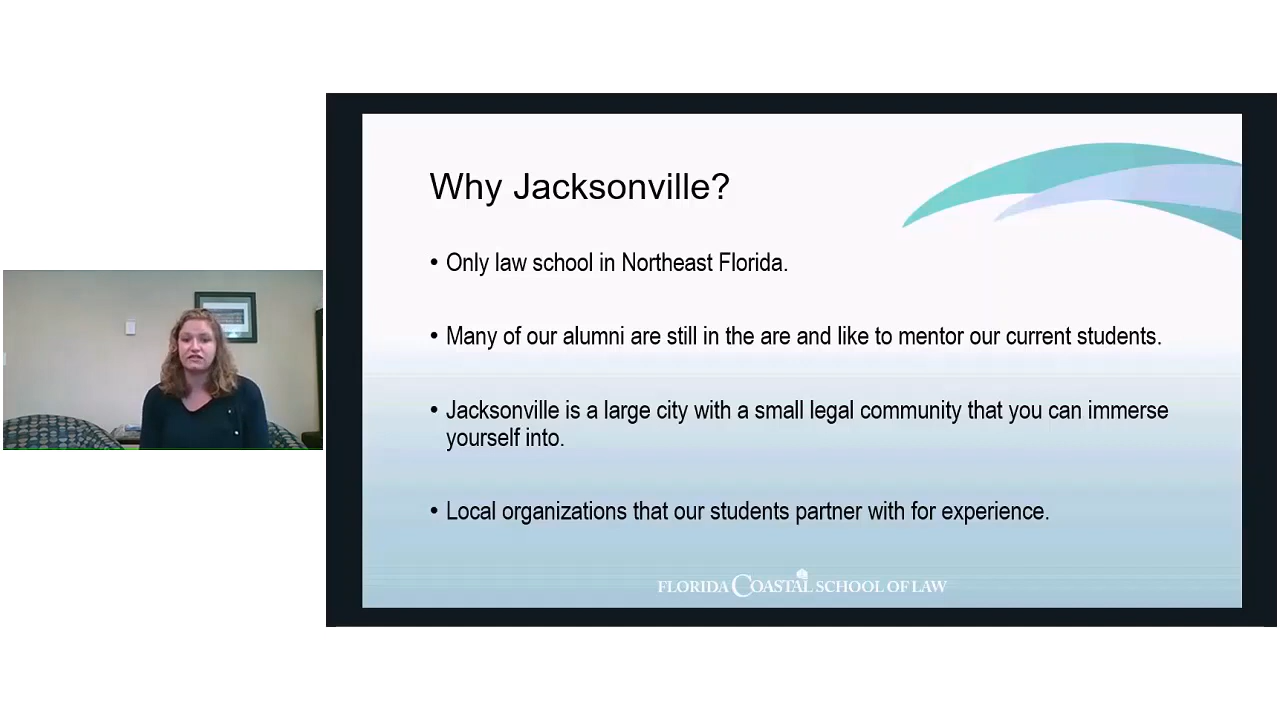 Why Jacksonville?
• Only law school in Northeast Florida.
• Many of our alumni are still in the are and like to mentor our current students.
• Jacksonville is a large city with a small legal community that you can immerse
yourself into.
• Local organizations that our students partner with for experience.
FLORIDA COASTAL SCHOOL OF LAW